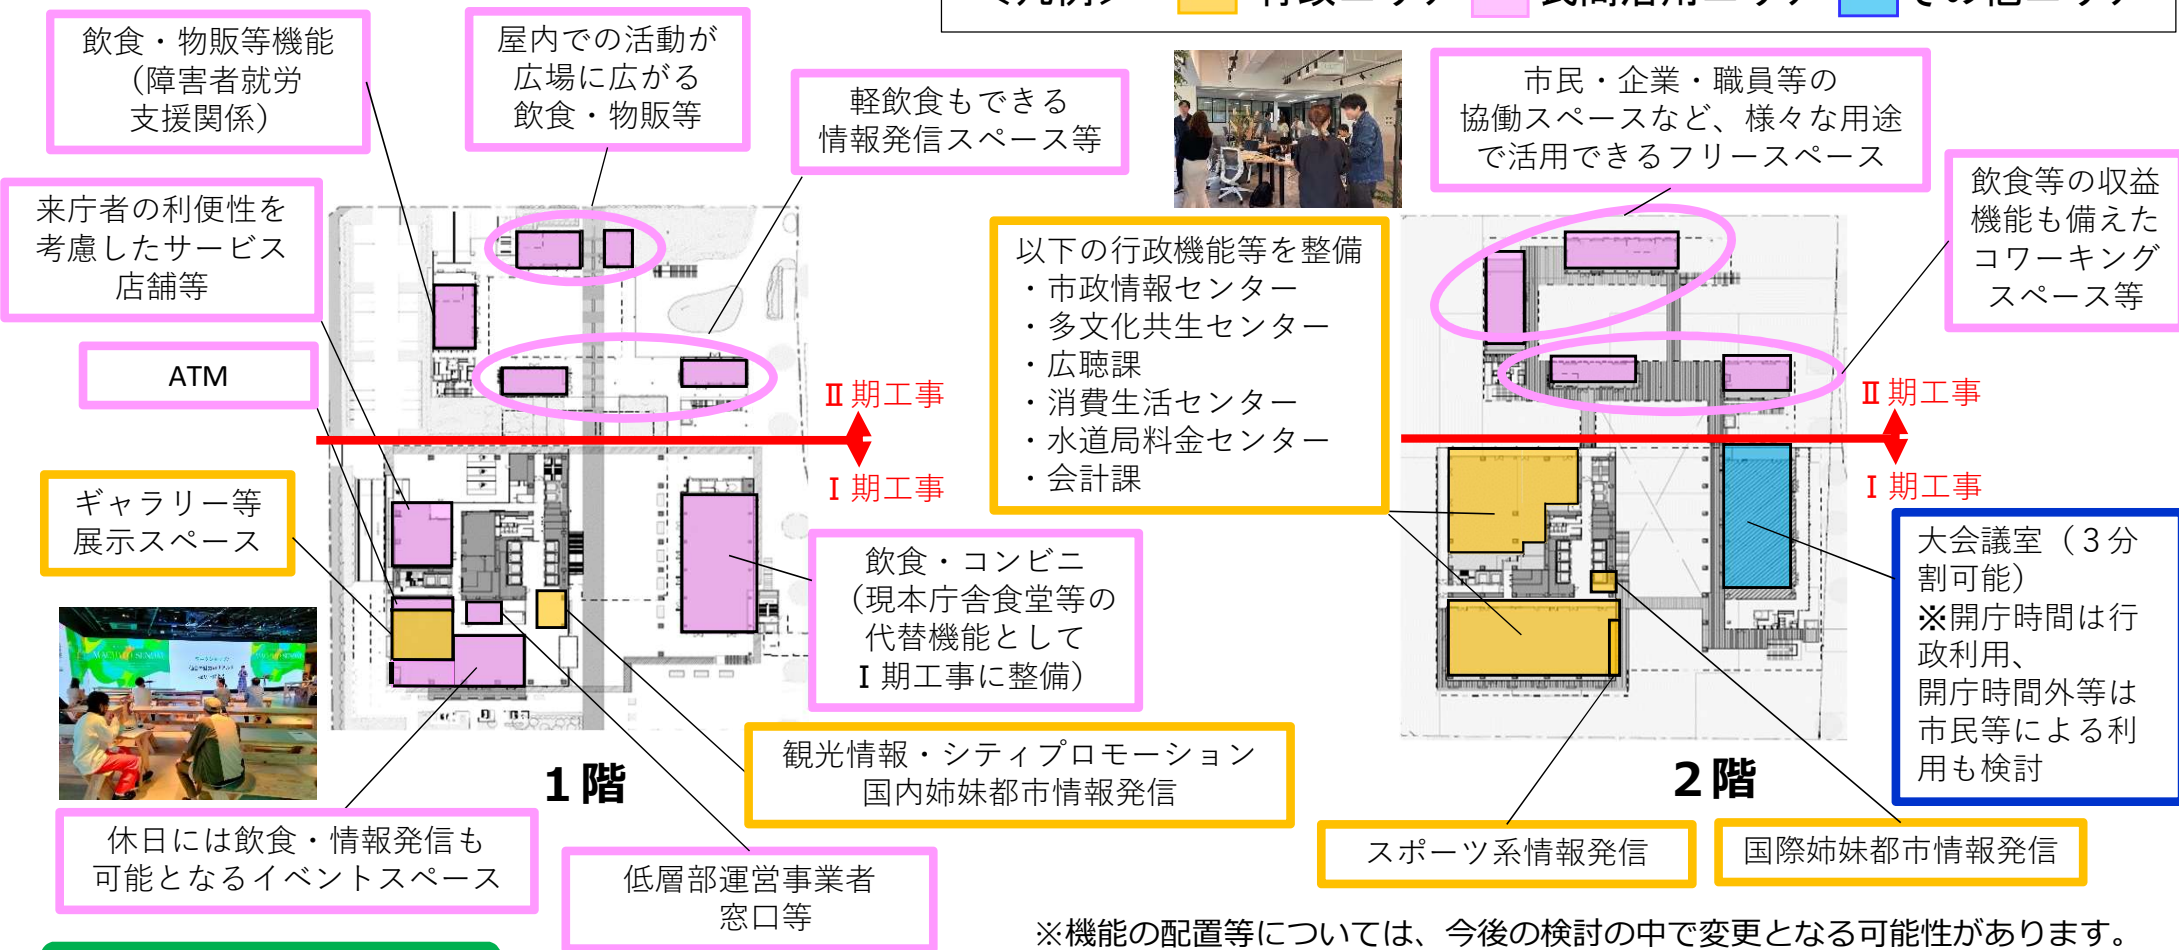 飲食・物販等機能
（障害者就労
支援関係）
屋内での活動が
広場に広がる
飲食・物販等
軽飲食もできる
情報発信スペース等
来庁者の利便性を
考慮したサービス
店舗等
ATM
ギャラリー等
展示スペース
Ⅱ期工事
Ⅰ期工事
飲食・コンビニ
（現本庁舎食堂等の
代替機能として
Ⅰ期工事に整備）
観光情報・シティプロモーション
国内姉妹都市情報発信
1階
休日には飲食・情報発信も
可能となるイベントスペース
低層部運営事業者
窓口等
市民・企業・職員等の
協働スペースなど、様々な用途
で活用できるフリースペース
飲食等の収益
機能も備えた
コワーキング
スペース等
以下の行政機能等を整備
・市政情報センター
・多文化共生センター
・広聴課
・消費生活センター
・水道局料金センター
・会計課
Ⅱ期工事
Ⅰ期工事
大会議室（３分
割可能）
※開庁時間は行
政利用、
開庁時間外等は
市民等による利
用も検討
2階
スポーツ系情報発信
国際姉妹都市情報発信
※機能の配置等については、今後の検討の中で変更となる可能性があります。